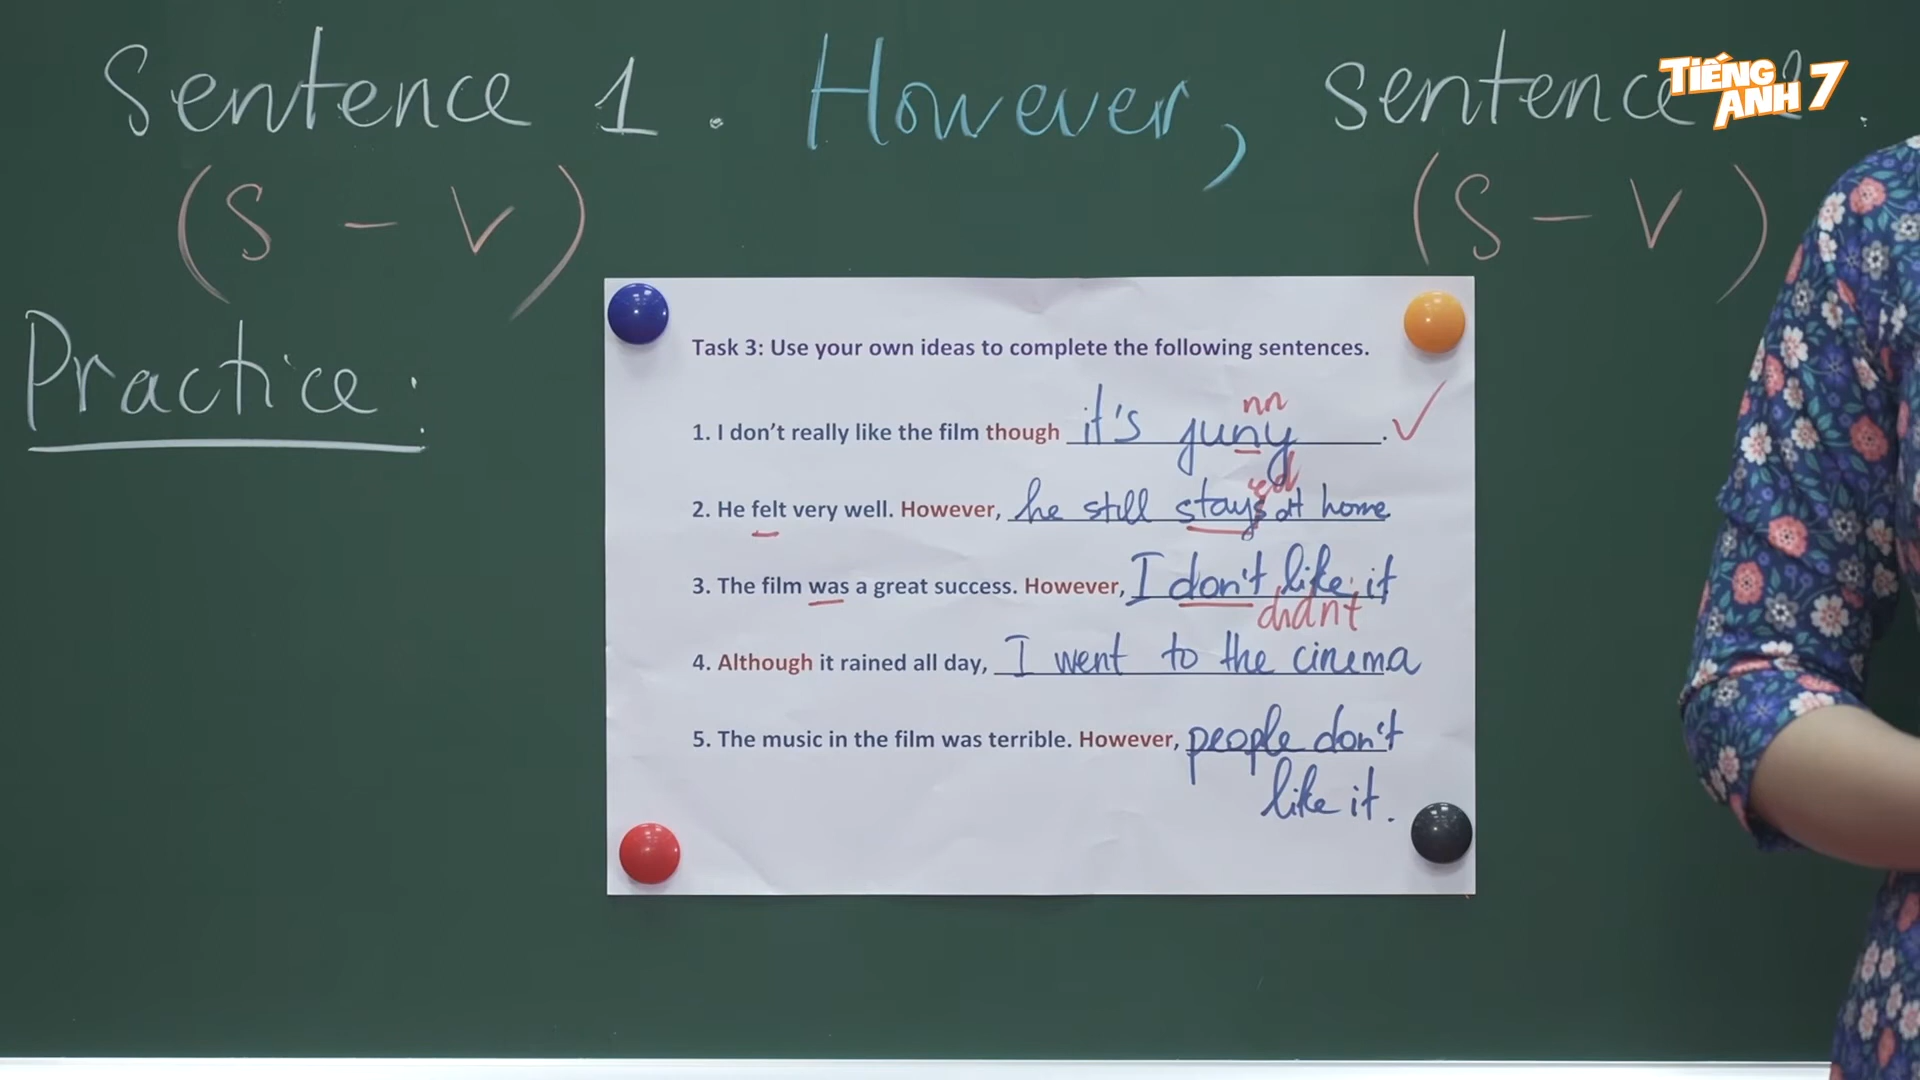 Sentence 1. However, sentence 2.
TIẾNG ANH 7
(S - V) (S - V)
Practice:
Task 3: Use your own ideas to complete the following sentences.
nn
1. I don't really like the film though it's funy.
ed
2. He felt very well. However, he still stays at home
3. The film was a great success. However, I don't like it
didnt
4. Although it rained all day, I went to the cinema
5. The music in the film was terrible. However, people don't
like it.